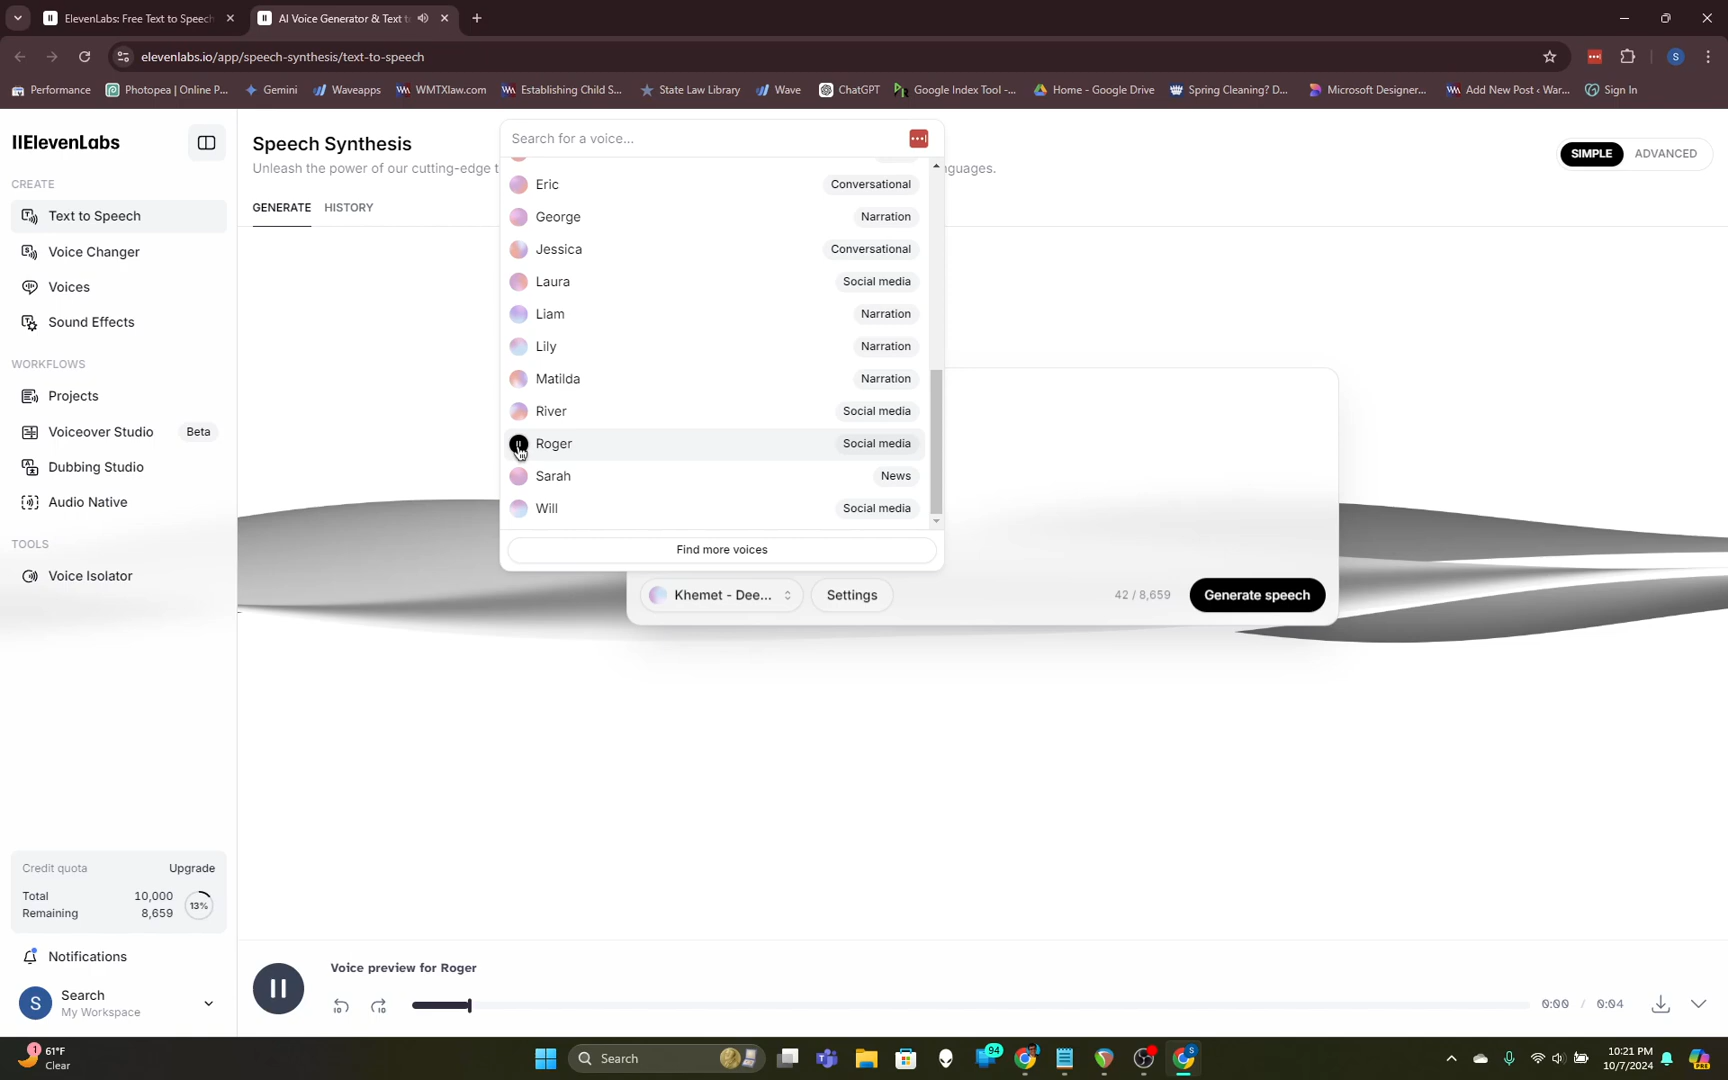 ElevenLabs: Free Text to Speech
AI Voice Generator & Text t
elevenlabs.io/app/speech-synthesis/text-to-speech
S
Performance
Photopea | Online P...
Gemini
Waveapps
WMTXlaw.com
Establishing Child S...
State Law Library
Wave
ChatGPT
Google Index Tool -...
Home - Google Drive
Spring Cleaning? D...
Microsoft Designer...
Add New Post ‹ War...
Sign In
IIElevenLabs
CREATE
Text to Speech
Voice Changer
Voices
Sound Effects
WORKFLOWS
Projects
Voiceover Studio Beta
Dubbing Studio
Audio Native
TOOLS
Voice Isolator
Credit quota Upgrade
Total 10,000
Remaining 8,659
13%
Notifications
S Search
My Workspace
Speech Synthesis
Unleash the power of our cutting-edge t
guages.
GENERATE HISTORY
SIMPLE ADVANCED
Search for a voice...
Eric Conversational
George Narration
Jessica Conversational
Laura Social media
Liam Narration
Lily Narration
Matilda Narration
River Social media
Roger Social media
Sarah News
Will Social media
Find more voices
Khemet - Dee... Settings 42 / 8,659 Generate speech
Voice preview for Roger
10 10 0:00 / 0:04
1 61°F
Clear
Search
94
10:21 PM
10/7/2024
PRE